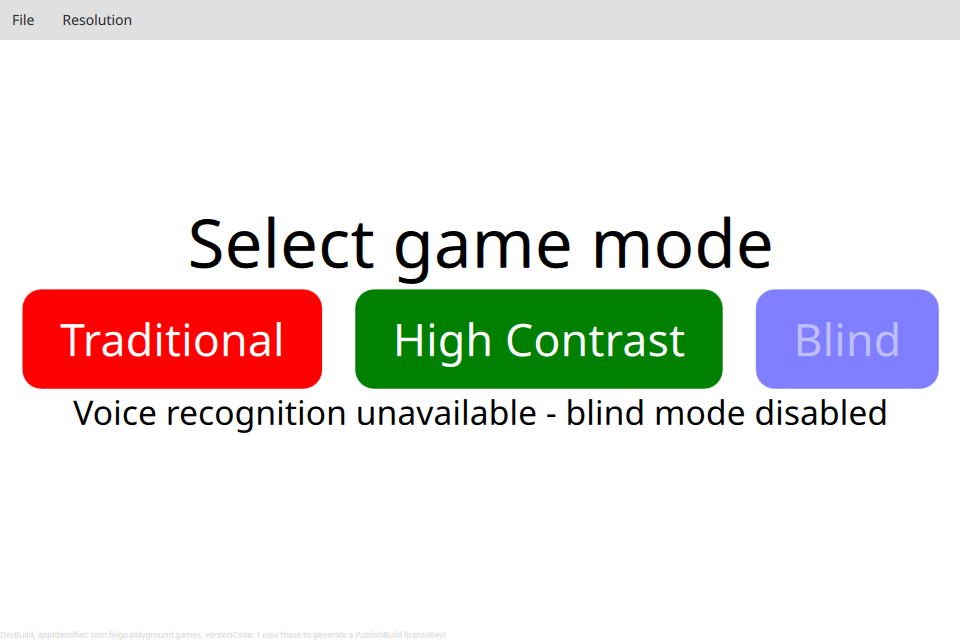 File Resolution
Select game mode
Traditional High Contrast Blind
Voice recognition unavailable - blind mode disabled
DevBuild, appIdentifier: com.felgo.playground.games, versionCode: 1 (use these to generate a PublishBuild licenseKey)